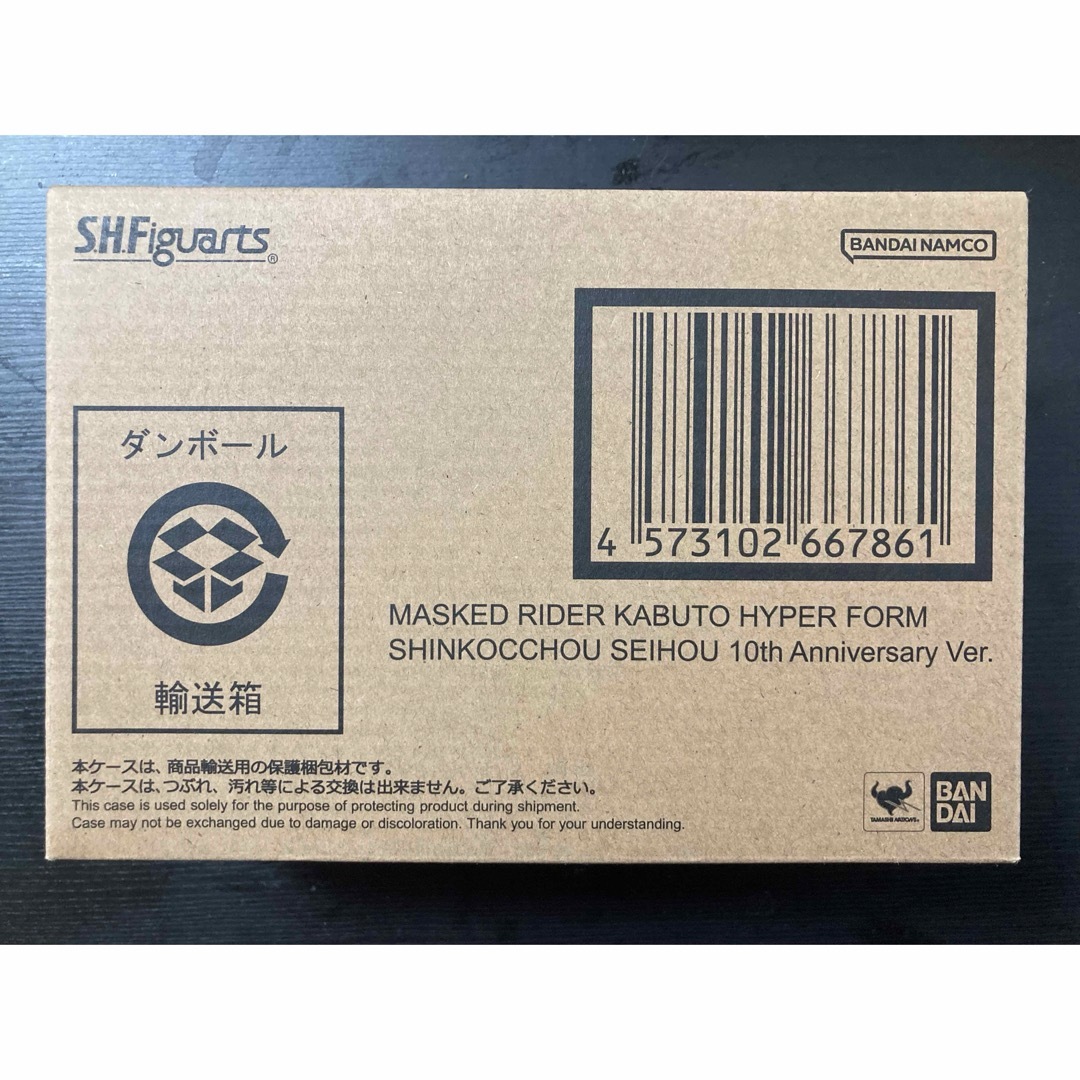 S.H.Figuarts®
BANDAI NAMCO
4 573102 667861
ダンボール
輸送箱
MASKED RIDER KABUTO HYPER FORM
SHINKOCCHOU SEIHOU 10th Anniversary Ver.
本ケースは、商品輸送用の保護梱包材です。
本ケースは、つぶれ、汚れ等による交換は出来ません。ご了承ください。
This case is used solely for the purpose of protecting product during shipment.
Case may not be exchanged due to damage or discoloration. Thank you for your understanding.
TAMASHII NATIONS
BAN
DAI